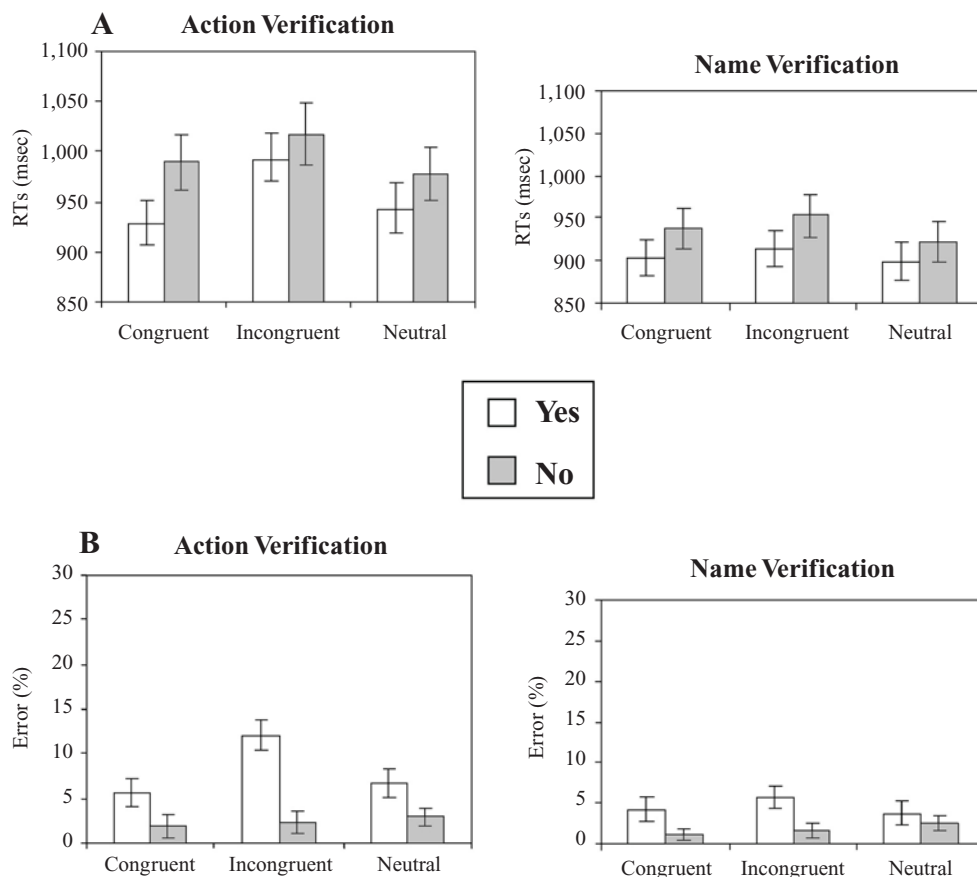 A
Action Verification
1,100
1,050
1,000
950
900
850
RTs (msec)
Congruent Incongruent Neutral
Name Verification
1,100
1,050
1,000
950
900
850
RTs (msec)
Congruent Incongruent Neutral
Yes
No
B
Action Verification
30
25
20
15
10
5
0
Error (%)
Congruent Incongruent Neutral
Name Verification
30
25
20
15
10
5
0
Error (%)
Congruent Incongruent Neutral